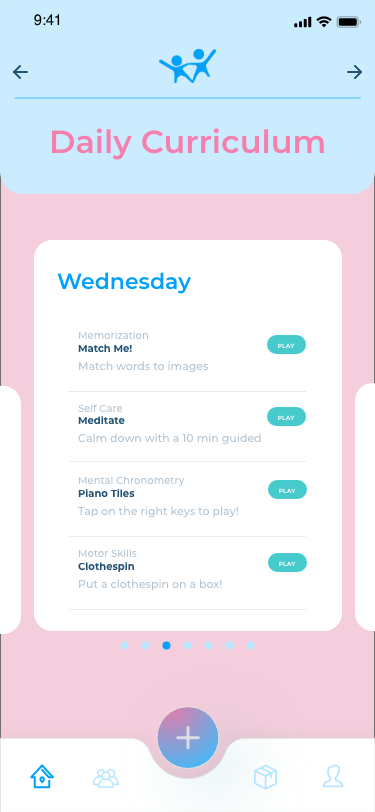 9:41
Daily Curriculum
Wednesday
Memorization
Match Me!
PLAY
Match words to images
Self Care
Meditate
PLAY
Calm down with a 10 min guided
Mental Chronometry
Piano Tiles
PLAY
Tap on the right keys to play!
Motor Skills
Clothespin
PLAY
Put a clothespin on a box!